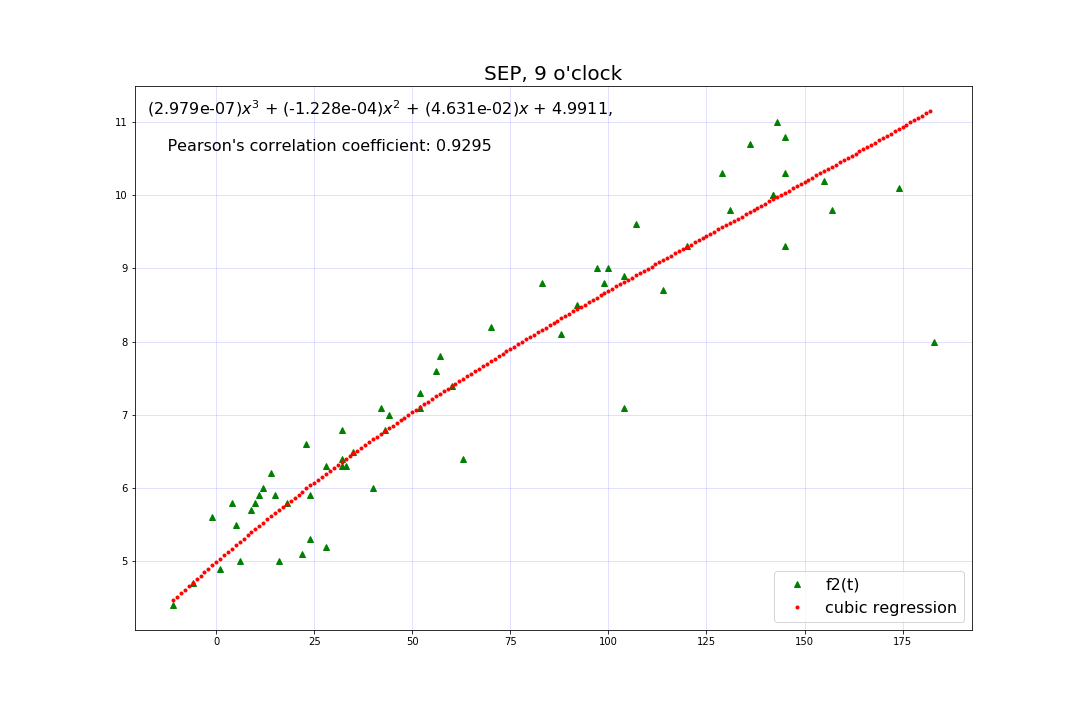 SEP, 9 o'clock
(2.979e-07)x³ + (-1.228e-04)x² + (4.631e-02)x + 4.9911,
Pearson's correlation coefficient: 0.9295
11
10
9
8
7
6
5
f2(t)
cubic regression
0 25 50 75 100 125 150 175